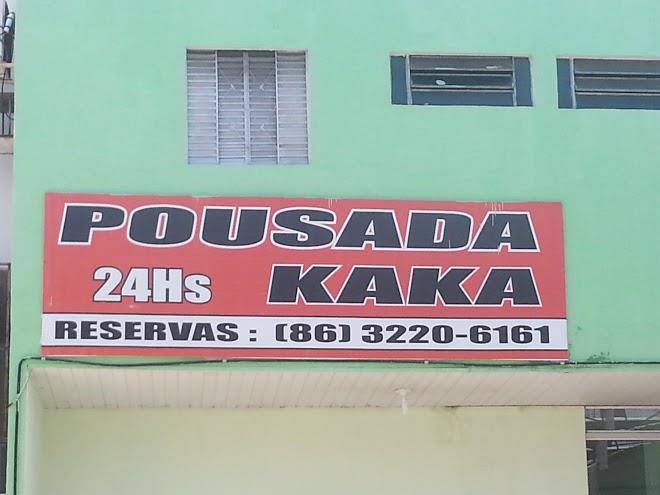 POUSADA
24Hs KAKA
RESERVAS : (86) 3220-6161